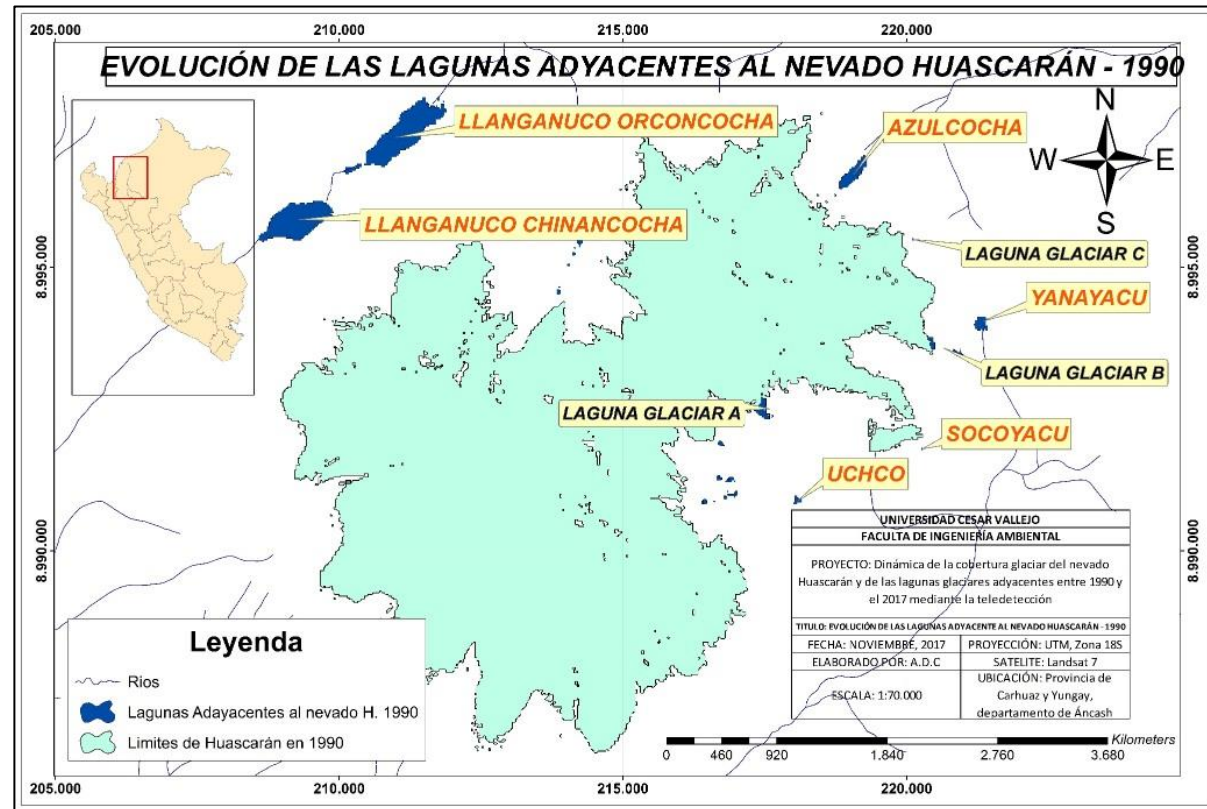 205.000 210.000 215.000 220.000
EVOLUCIÓN DE LAS LAGUNAS ADYACENTES AL NEVADO HUASCARÁN - 1990
N
W E
S
LLANGANUCO ORCONCOCHA
AZULCOCHA
LLANGANUCO CHINANCOCHA
LAGUNA GLACIAR C
8.995.000 8.995.000
YANAYACU
LAGUNA GLACIAR B
LAGUNA GLACIAR A
SOCOYACU
UCHCO
8.990.000 8.990.000
UNIVERSIDAD CESAR VALLEJO
FACULTA DE INGENIERÍA AMBIENTAL
PROYECTO: Dinámica de la cobertura glaciar del nevado
Huascarán y de las lagunas glaciares adyacentes entre 1990 y
el 2017 mediante la teledetección
TITULO: EVOLUCIÓN DE LAS LAGUNAS ADYACENTE AL NEVADO HUASCARÁN - 1990
FECHA: NOVIEMBRE, 2017 PROYECCIÓN: UTM, Zona 18S
ELABORADO POR: A.D.C SATELITE: Landsat 7
ESCALA: 1:70.000
UBICACIÓN: Provincia de
Carhuaz y Yungay,
departamento de Áncash
Leyenda
Rios
Lagunas Adayacentes al nevado H. 1990
Limites de Huascarán en 1990
Kilometers
0 460 920 1.840 2.760 3.680
205.000 210.000 215.000 220.000